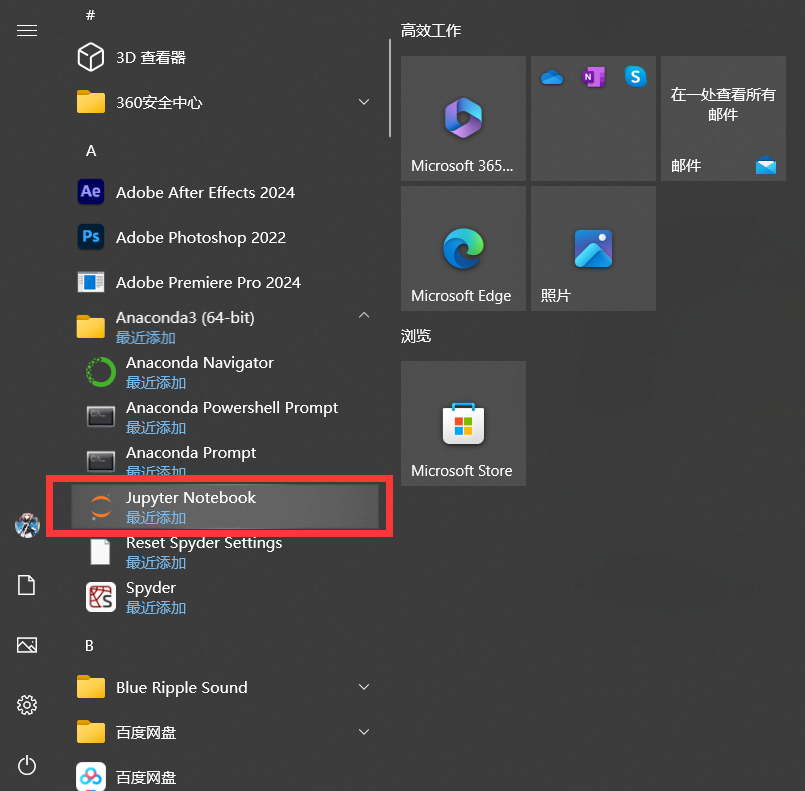 #
3D 查看器
360安全中心
A
Ae
Adobe After Effects 2024
Ps
Adobe Photoshop 2022
Adobe Premiere Pro 2024
Anaconda3 (64-bit)
最近添加
Anaconda Navigator
最近添加
Anaconda Powershell Prompt
最近添加
Anaconda Prompt
最近添加
Jupyter Notebook
最近添加
Reset Spyder Settings
最近添加
Spyder
最近添加
B
Blue Ripple Sound
百度网盘
百度网盘
高效工作
Microsoft 365...
N
S
在一处查看所有
邮件
邮件
Microsoft Edge
照片
浏览
Microsoft Store